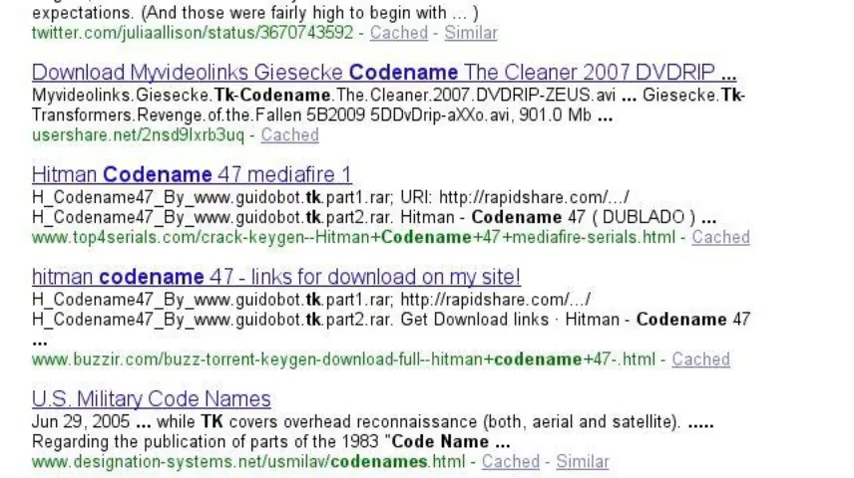 expectations. (And those were fairly high to begin with ... )
twitter.com/juliaallison/status/3670743592 - Cached - Similar
Download Myvideolinks Giesecke Codename The Cleaner 2007 DVDRIP ...
Myvideolinks.Giesecke.Tk-Codename.The.Cleaner.2007.DVDRIP-ZEUS.avi ... Giesecke.Tk-
Transformers.Revenge.of.the.Fallen 5B2009 5DDvDrip-aXXo.avi, 901.0 Mb ...
usershare.net/2nsd9lxrb3uq - Cached
Hitman Codename 47 mediafire 1
H_Codename47_By_www.guidobot.tk.part1.rar; URI: http://rapidshare.com/.../
H_Codename47_By_www.guidobot.tk.part2.rar. Hitman - Codename 47 ( DUBLADO ) ...
www.top4serials.com/crack-keygen--Hitman+Codename+47+mediafire-serials.html - Cached
hitman codename 47 - links for download on my site!
H_Codename47_By_www.guidobot.tk.part1.rar; http://rapidshare.com/.../
H_Codename47_By_www.guidobot.tk.part2.rar. Get Download links · Hitman - Codename 47
...
www.buzzir.com/buzz-torrent-keygen-download-full--hitman+codename+47-.html - Cached
U.S. Military Code Names
Jun 29, 2005 ... while TK covers overhead reconnaissance (both, aerial and satellite). .....
Regarding the publication of parts of the 1983 "Code Name ...
www.designation-systems.net/usmilav/codenames.html - Cached - Similar